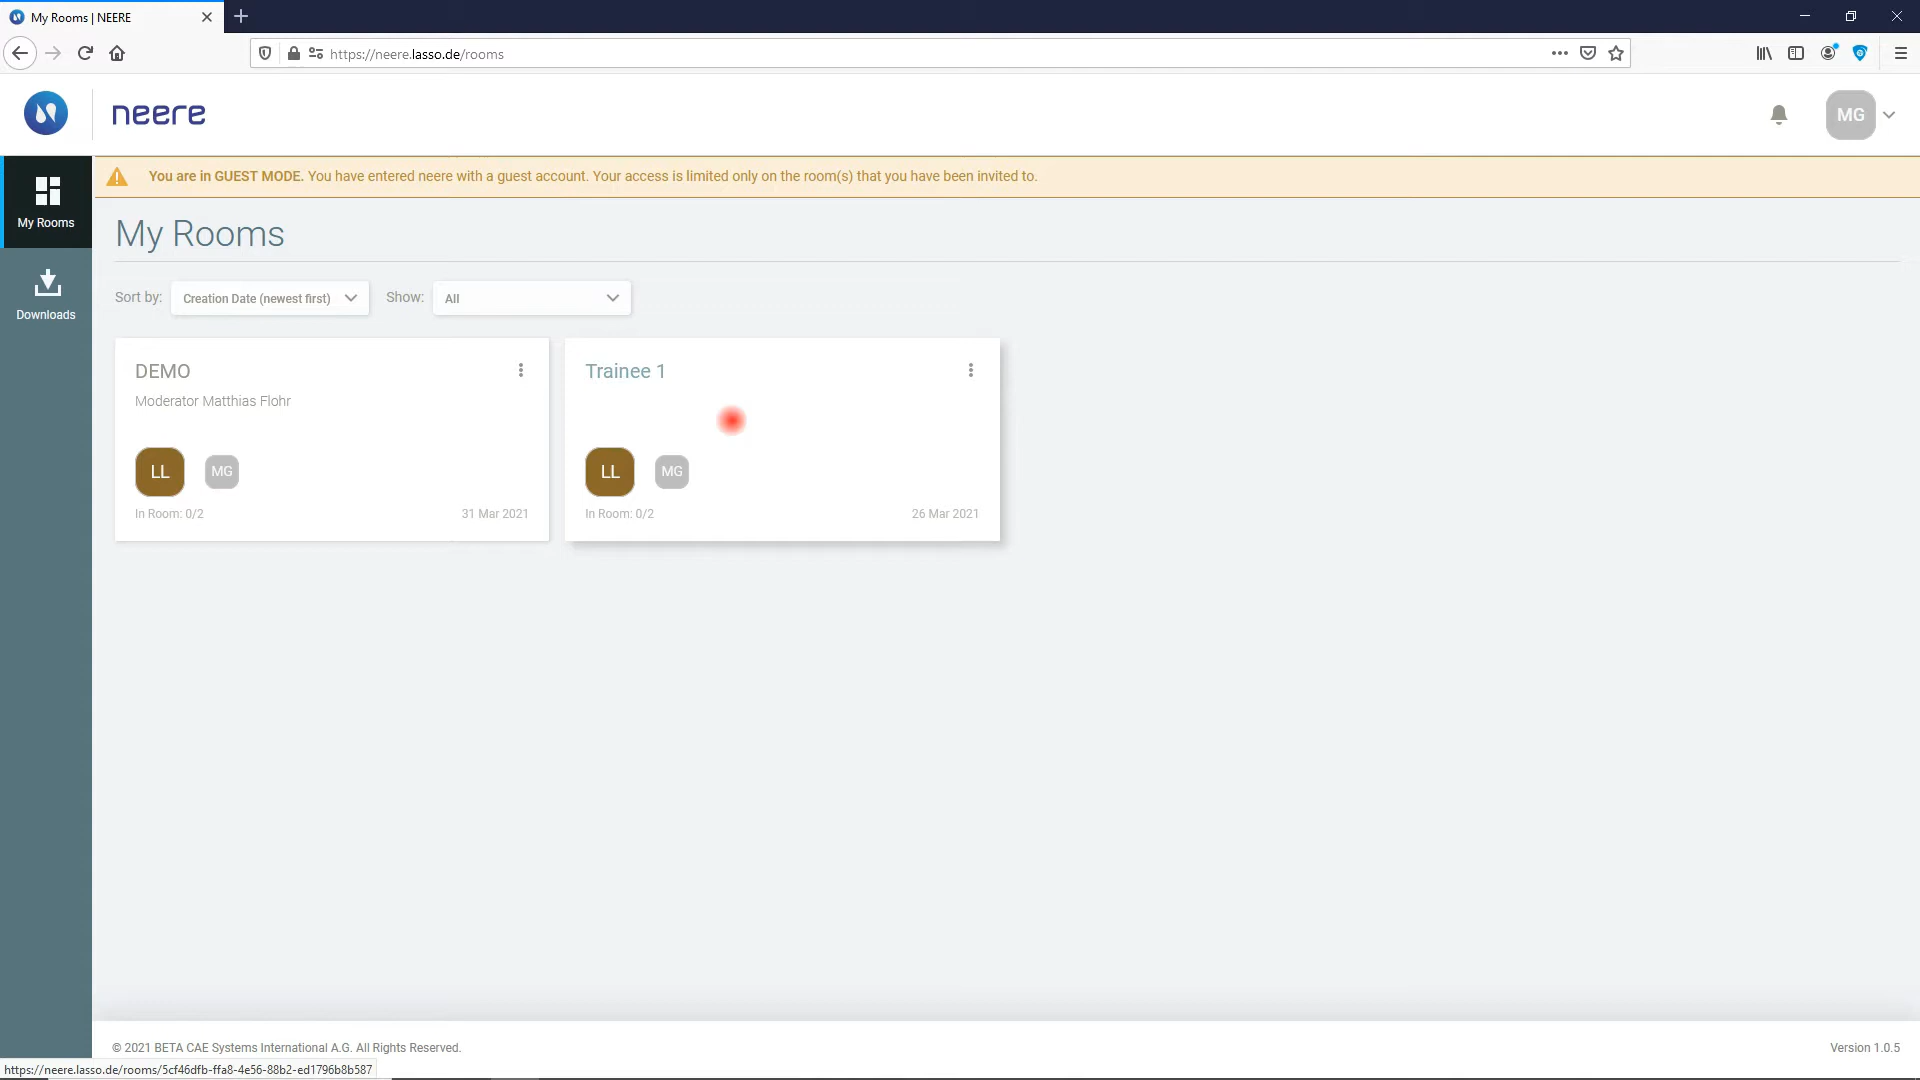 My Rooms | NEERE
https://neere.lasso.de/rooms
neere
MG
You are in GUEST MODE. You have entered neere with a guest account. Your access is limited only on the room(s) that you have been invited to.
My Rooms
Downloads
My Rooms
Sort by: Creation Date (newest first) Show: All
DEMO
Moderator Matthias Flohr
LL MG
In Room: 0/2 31 Mar 2021
Trainee 1
LL MG
In Room: 0/2 26 Mar 2021
© 2021 BETA CAE Systems International A.G. All Rights Reserved.
Version 1.0.5
https://neere.lasso.de/rooms/5cf46dfb-ffa8-4e56-88b2-ed1796b8b587